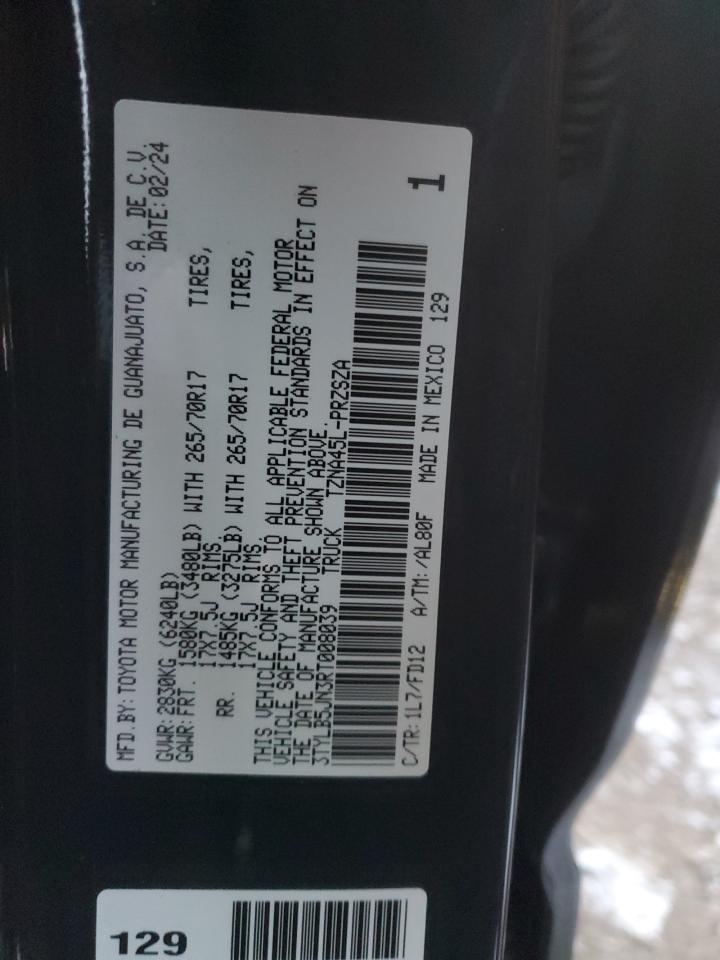 MFD.BY:TOYOTA MOTOR MANUFACTURING DE GUANAJUATO, S.A. DE C.V.
DATE:02/24
GVWR:2830KG (6240LB)
GAWR:FRT. 1580KG (3480LB) WITH 265/70R17 TIRES,
17X7.5J RIMS,
RR. 1485KG (3275LB) WITH 265/70R17 TIRES,
17X7.5J RIMS,
THIS VEHICLE CONFORMS TO ALL APPLICABLE FEDERAL MOTOR
VEHICLE SAFETY AND THEFT PREVENTION STANDARDS IN EFFECT ON
THE DATE OF MANUFACTURE SHOWN ABOVE.
3TYLB5JN3RT008039 TRUCK TZNA45L-PRZSZA
1
C/TR:1L7/FD12 A/TM:/AL80F MADE IN MEXICO 129
129